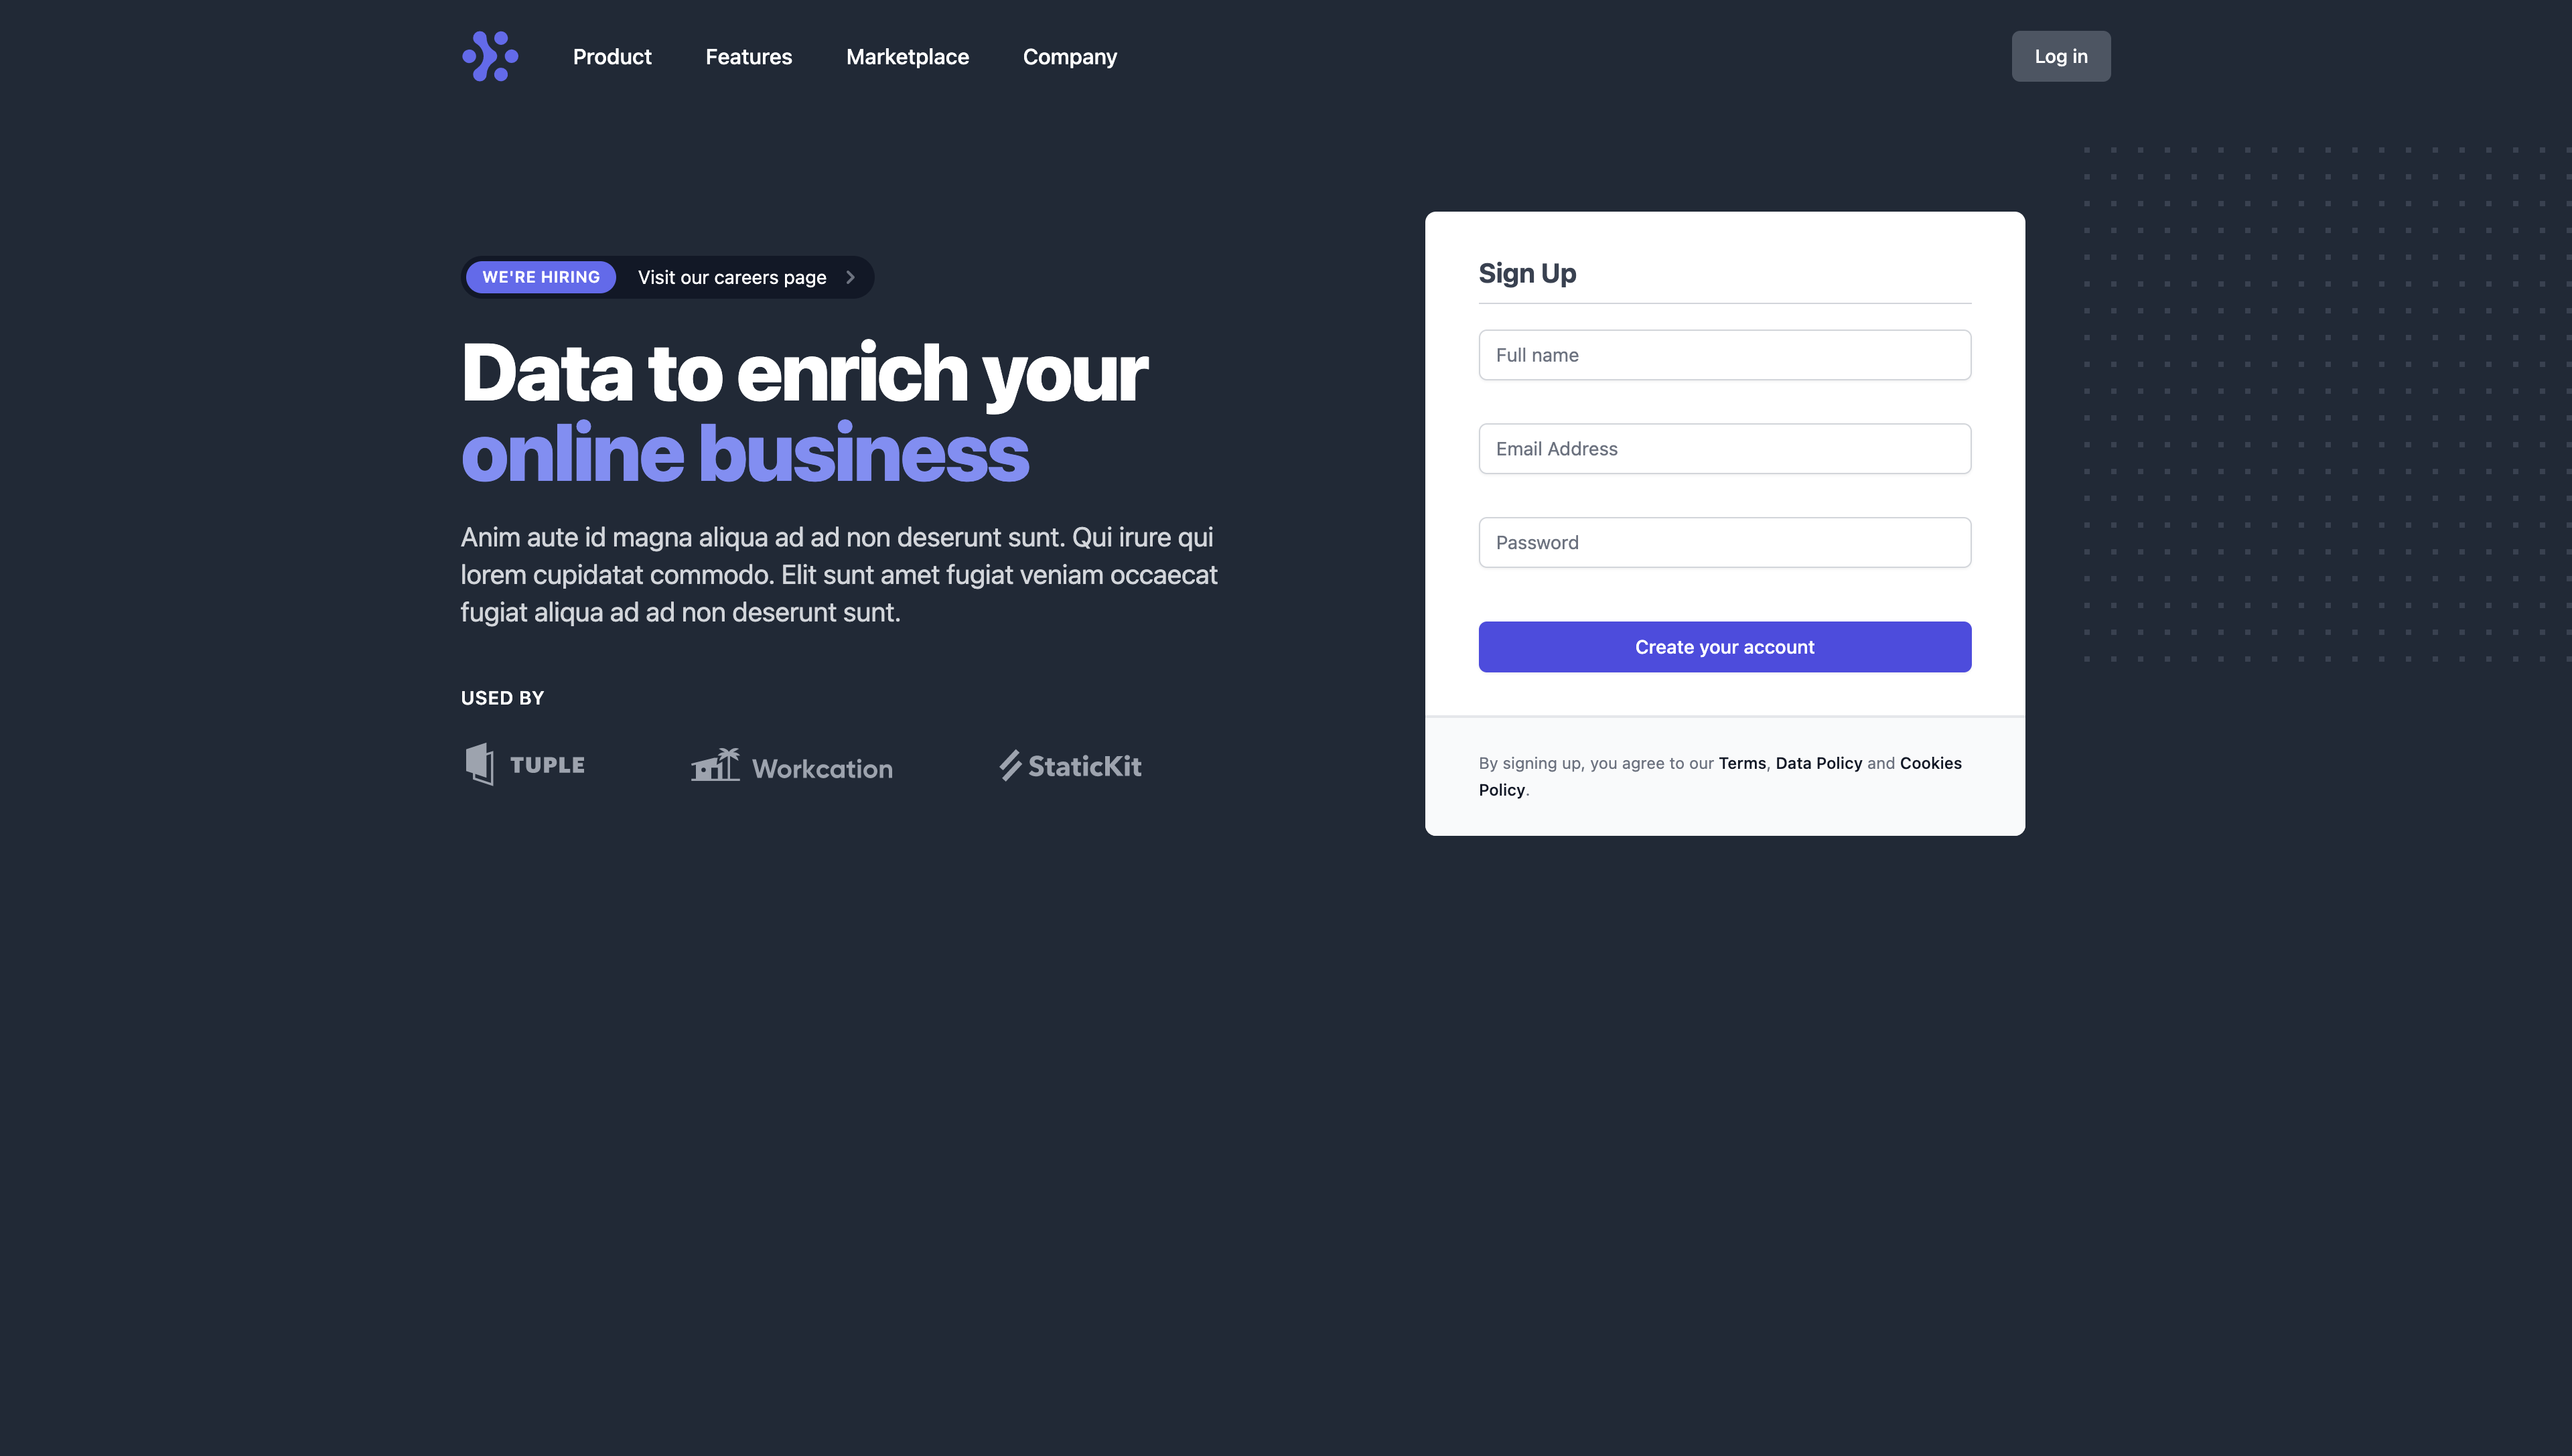 Product
Features
Marketplace
Company
Log in
WE'RE HIRING
Visit our careers page
Data to enrich your
online business
Anim aute id magna aliqua ad ad non deserunt sunt. Qui irure qui
lorem cupidatat commodo. Elit sunt amet fugiat veniam occaecat
fugiat aliqua ad ad non deserunt sunt.
USED BY
TUPLE
Workcation
StaticKit
Sign Up
Full name
Email Address
Password
Create your account
By signing up, you agree to our Terms, Data Policy and Cookies
Policy.